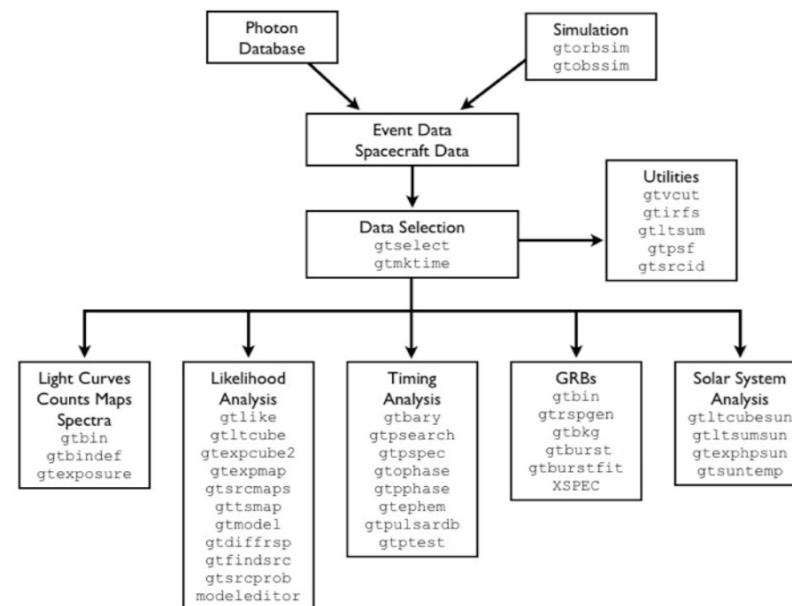 Photon
Database
Simulation
gtorbsim
gtobssim
Event Data
Spacecraft Data
Utilities
gtvcut
gtirfs
gtltsum
gtpsf
gtsrcid
Data Selection
gtselect
gtmktime
Light Curves
Counts Maps
Spectra
gtbin
gtbindef
gtexposure
Likelihood
Analysis
gtlike
gtltcube
gtexpcube2
gtexpmap
gtsrcmaps
gttsmap
gtmodel
gtdiffrsp
gtfindsrc
gtsrcprob
modeleditor
Timing
Analysis
gtbary
gtpsearch
gtpspec
gtophase
gtpphase
gtephem
gtpulsardb
gtptest
GRBs
gtbin
gtrspgen
gtbkg
gtburst
gtburstfit
XSPEC
Solar System
Analysis
gtltcubesun
gtltsumsun
gtexphpsun
gtsuntemp